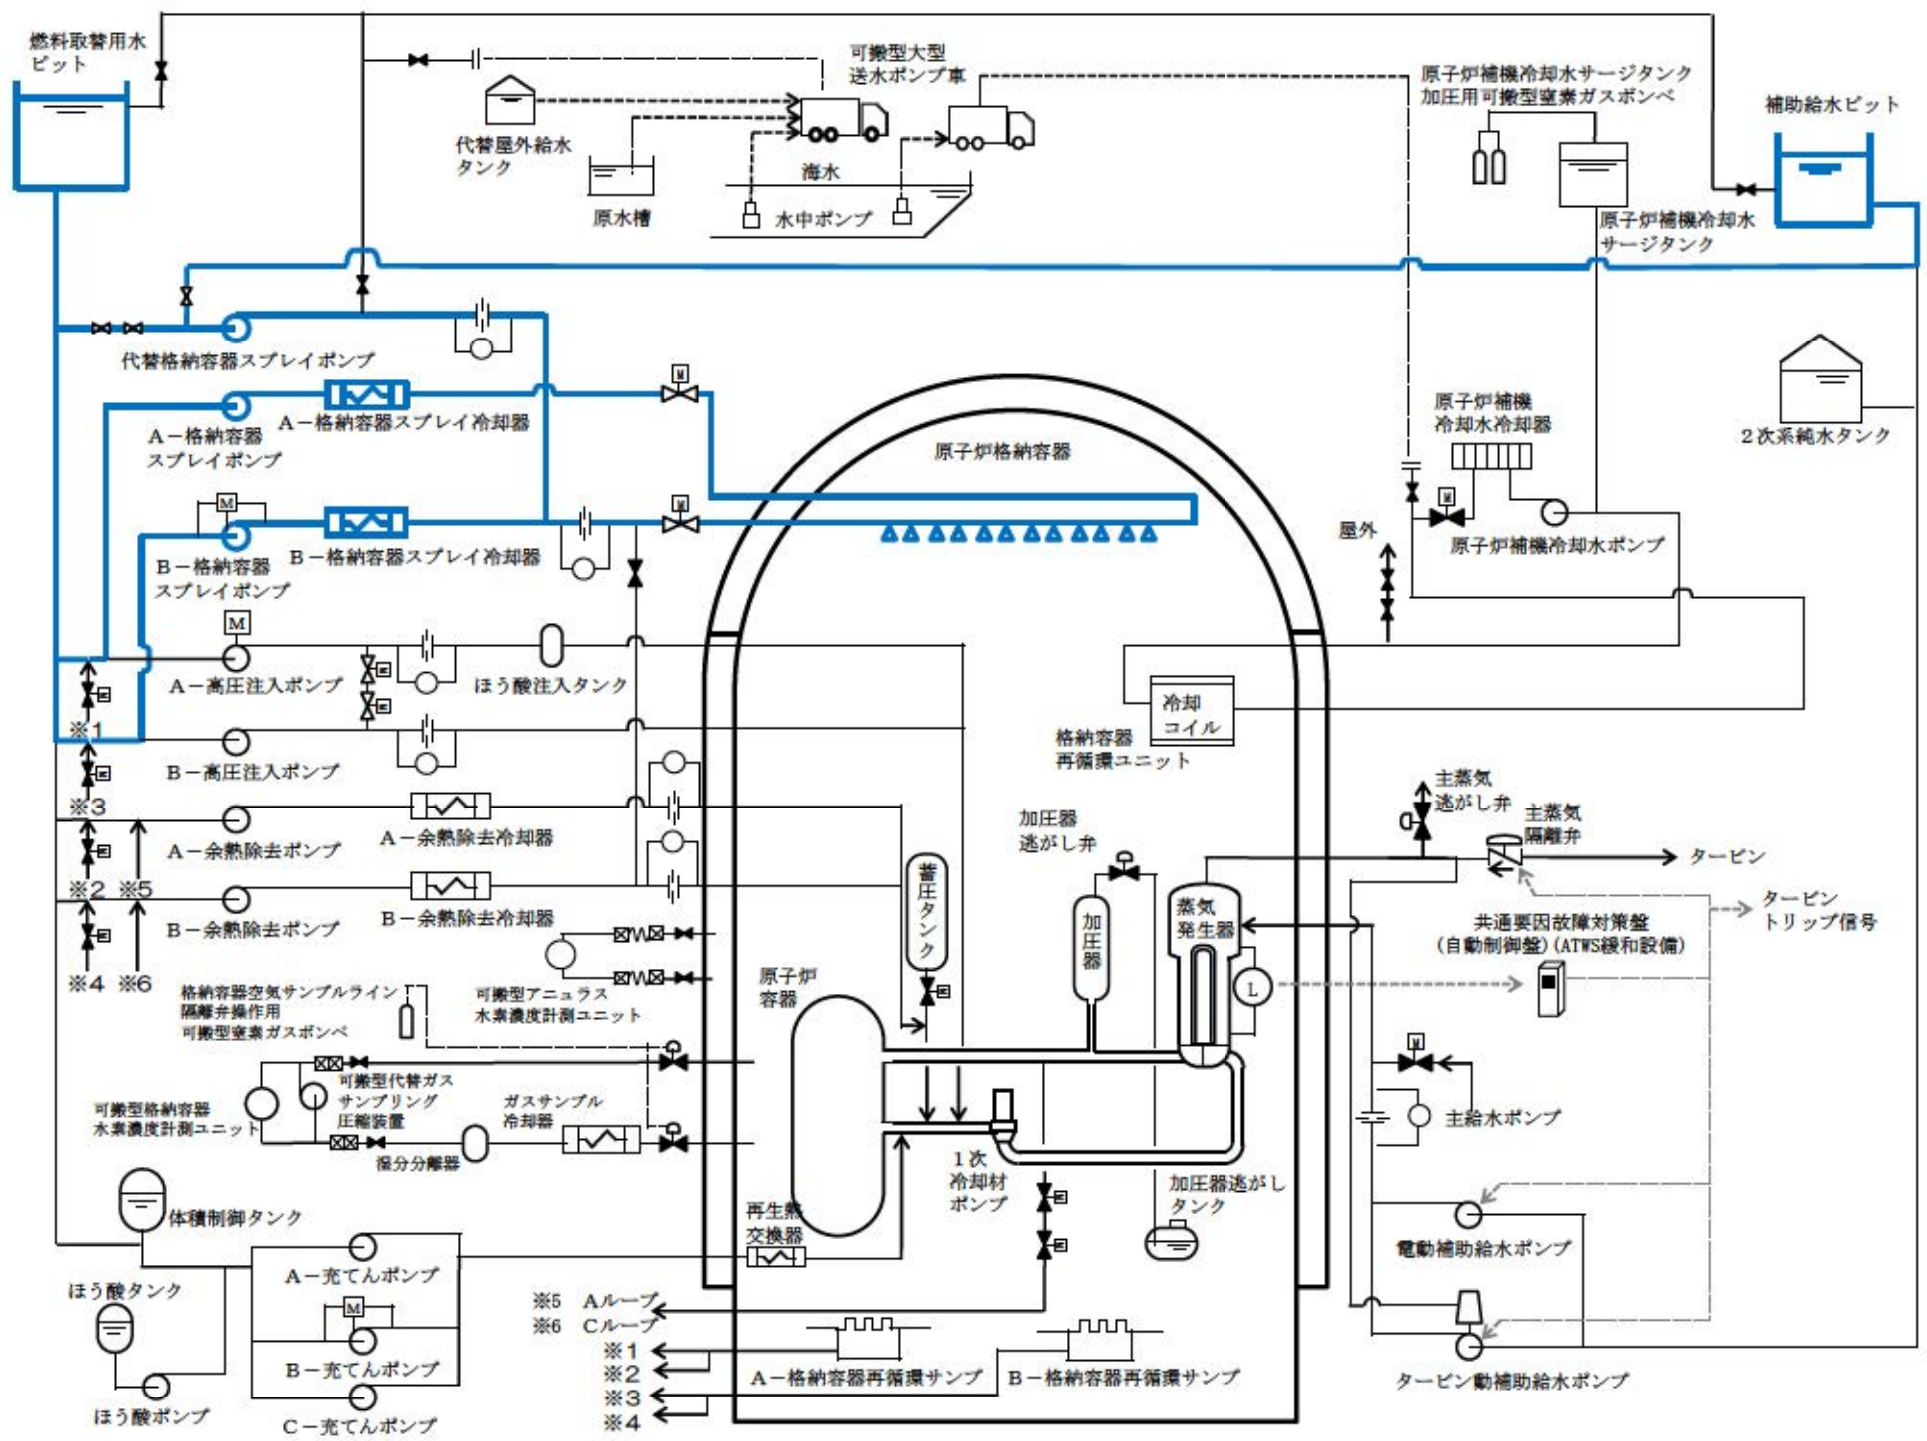 燃料取替用水
ピット
可搬型大型
送水ポンプ車
原子炉補機冷却水サージタンク
加圧用可搬型窒素ガスボンベ
補助給水ピット
代替屋外給水
タンク
海水
原水槽
水中ポンプ
原子炉補機冷却水
サージタンク
代替格納容器スプレイポンプ
M
A－格納容器
スプレイポンプ
A－格納容器スプレイ冷却器
原子炉格納容器
原子炉補機
冷却水冷却器
2次系純水タンク
M
M
M
B－格納容器
スプレイポンプ
B－格納容器スプレイ冷却器
屋外
原子炉補機冷却水ポンプ
M
A－高圧注入ポンプ
ほう酸注入タンク
M
M
M
※1
冷却
コイル
格納容器
再循環ユニット
B－高圧注入ポンプ
M
※3
A－余熱除去ポンプ
A－余熱除去冷却器
M
※2
※5
加圧器
逃がし弁
主蒸気
逃がし弁
主蒸気
隔離弁
タービン
B－余熱除去ポンプ
B－余熱除去冷却器
M
※4
※6
蓄圧タンク
M
加圧器
蒸気
発生器
L
タービン
トリップ信号
共通要因故障対策盤
(自動制御盤)(ATWS緩和設備)
格納容器空気サンプルライン
隔離弁操作用
可搬型窒素ガスボンベ
可搬型アニュラス
水素濃度計測ユニット
原子炉
容器
可搬型格納容器
水素濃度計測ユニット
可搬型代替ガス
サンプリング
圧縮装置
ガスサンプル
冷却器
湿分分離器
M
主給水ポンプ
1次
冷却材
ポンプ
M
M
加圧器逃がし
タンク
体積制御タンク
再生熱
交換器
電動補助給水ポンプ
A－充てんポンプ
ほう酸タンク
M
B－充てんポンプ
ほう酸ポンプ
C－充てんポンプ
※5 Aループ
※6 Cループ
※1
※2
※3
※4
A－格納容器再循環サンプ
B－格納容器再循環サンプ
タービン動補助給水ポンプ